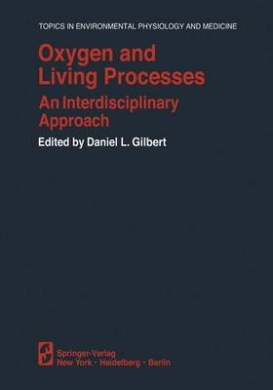 TOPICS IN ENVIRONMENTAL PHYSIOLOGY AND MEDICINE
Oxygen and
Living Processes
An Interdisciplinary
Approach
Edited by Daniel L. Gilbert
Springer-Verlag
New York · Heidelberg · Berlin